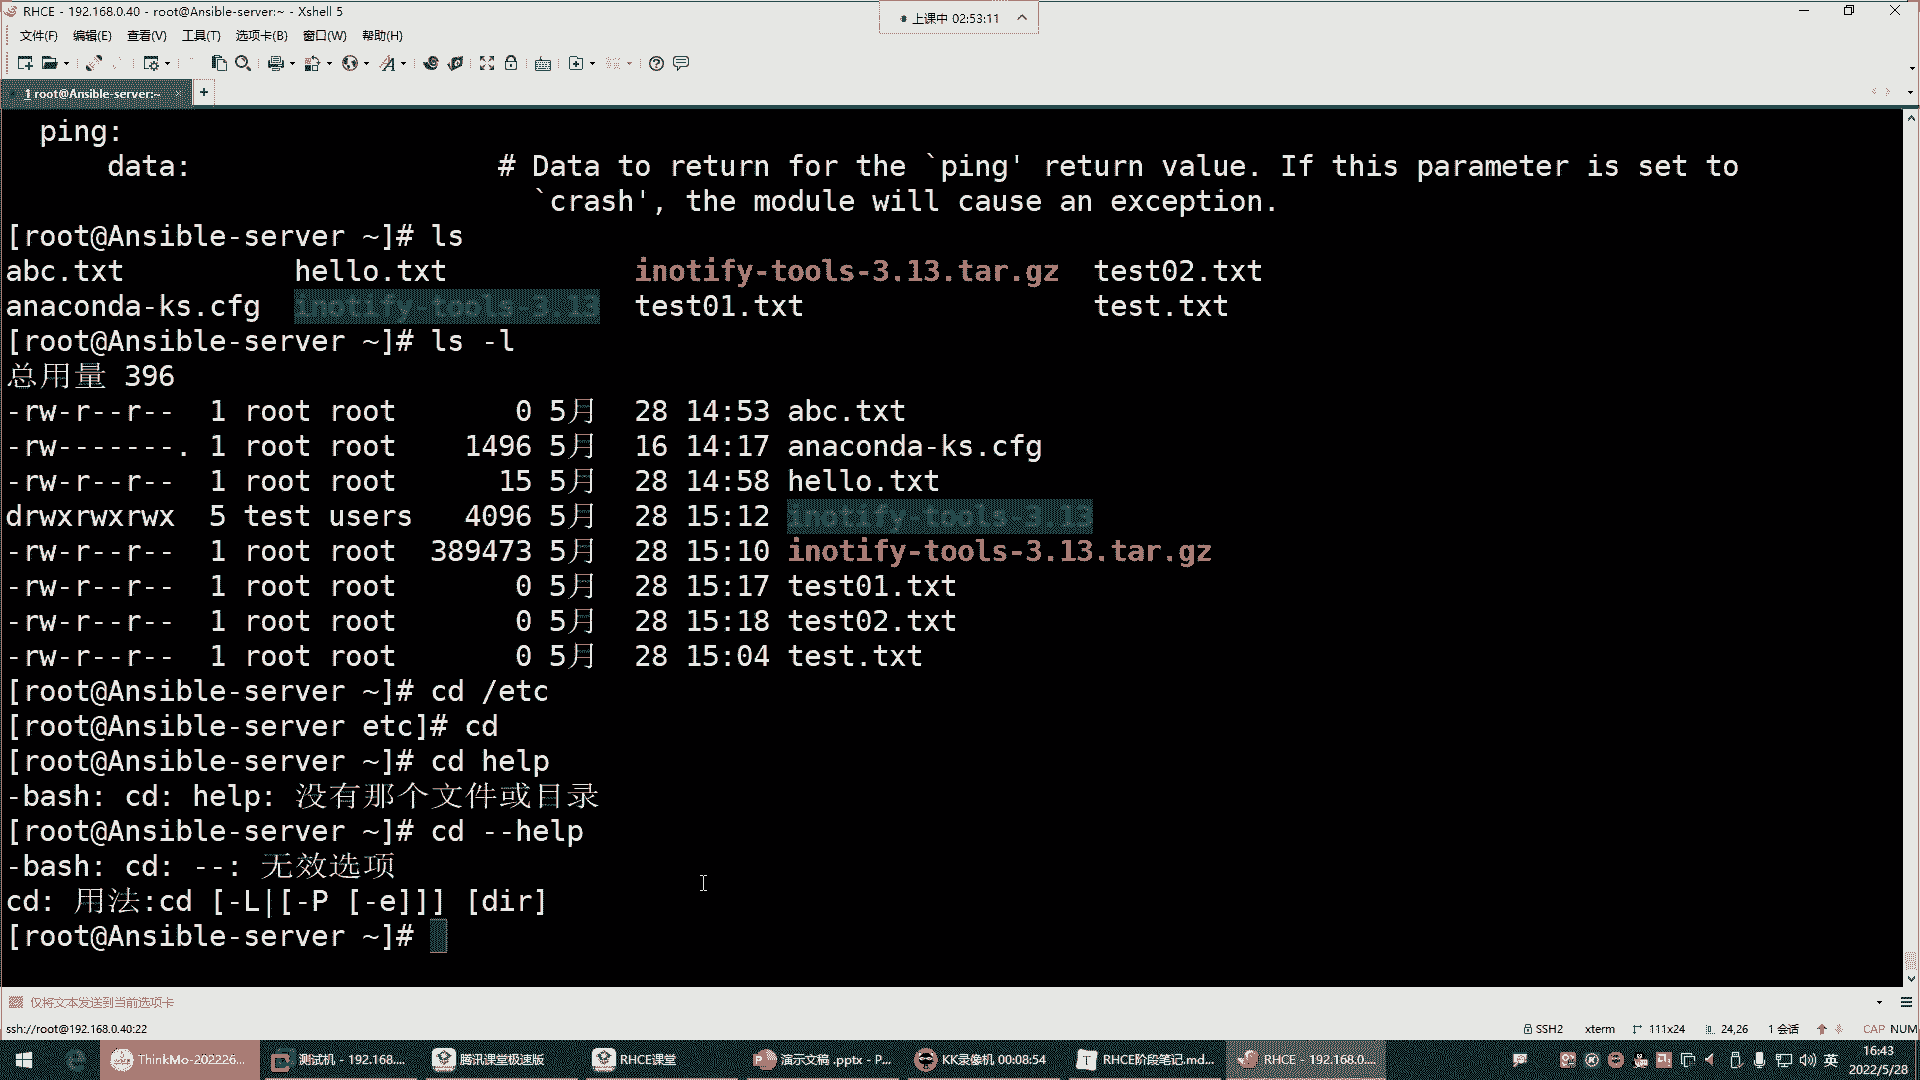 RHCE - 192.168.0.40 - root@Ansible-server:~ - Xshell 5
上课中 02:53:11
文件(F) 编辑(E) 查看(V) 工具(T) 选项卡(B) 窗口(W) 帮助(H)
1 root@Ansible-server:~
ping:
data: # Data to return for the `ping' return value. If this parameter is set to
`crash', the module will cause an exception.
[root@Ansible-server ~]# ls
abc.txt hello.txt inotify-tools-3.13.tar.gz test02.txt
anaconda-ks.cfg inotify-tools-3.13 test01.txt test.txt
[root@Ansible-server ~]# ls -l
总用量 396
-rw-r--r-- 1 root root 0 5月 28 14:53 abc.txt
-rw-------. 1 root root 1496 5月 16 14:17 anaconda-ks.cfg
-rw-r--r-- 1 root root 15 5月 28 14:58 hello.txt
drwxrwxrwx 5 test users 4096 5月 28 15:12 inotify-tools-3.13
-rw-r--r-- 1 root root 389473 5月 28 15:10 inotify-tools-3.13.tar.gz
-rw-r--r-- 1 root root 0 5月 28 15:17 test01.txt
-rw-r--r-- 1 root root 0 5月 28 15:18 test02.txt
-rw-r--r-- 1 root root 0 5月 28 15:04 test.txt
[root@Ansible-server ~]# cd /etc
[root@Ansible-server etc]# cd
[root@Ansible-server ~]# cd help
-bash: cd: help: 没有那个文件或目录
[root@Ansible-server ~]# cd --help
-bash: cd: --: 无效选项
cd: 用法:cd [-L|[-P [-e]]] [dir]
[root@Ansible-server ~]#
仅将文本发送到当前选项卡
ssh://root@192.168.0.40:22 SSH2 xterm 111x24 24,26 1 会话 CAP NUM
ThinkMo-202226... 测试机 - 192.168.... 腾讯课堂极速版 RHCE课堂 演示文稿 .pptx - P... KK录像机 00:08:54 RHCE阶段笔记.md... RHCE - 192.168.0.... 英 16:43
2022/5/28